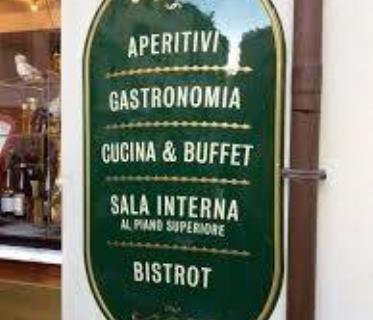 APERITIVI
GASTRONOMIA
CUCINA & BUFFET
SALA INTERNA
AL PIANO SUPERIORE
BISTROT